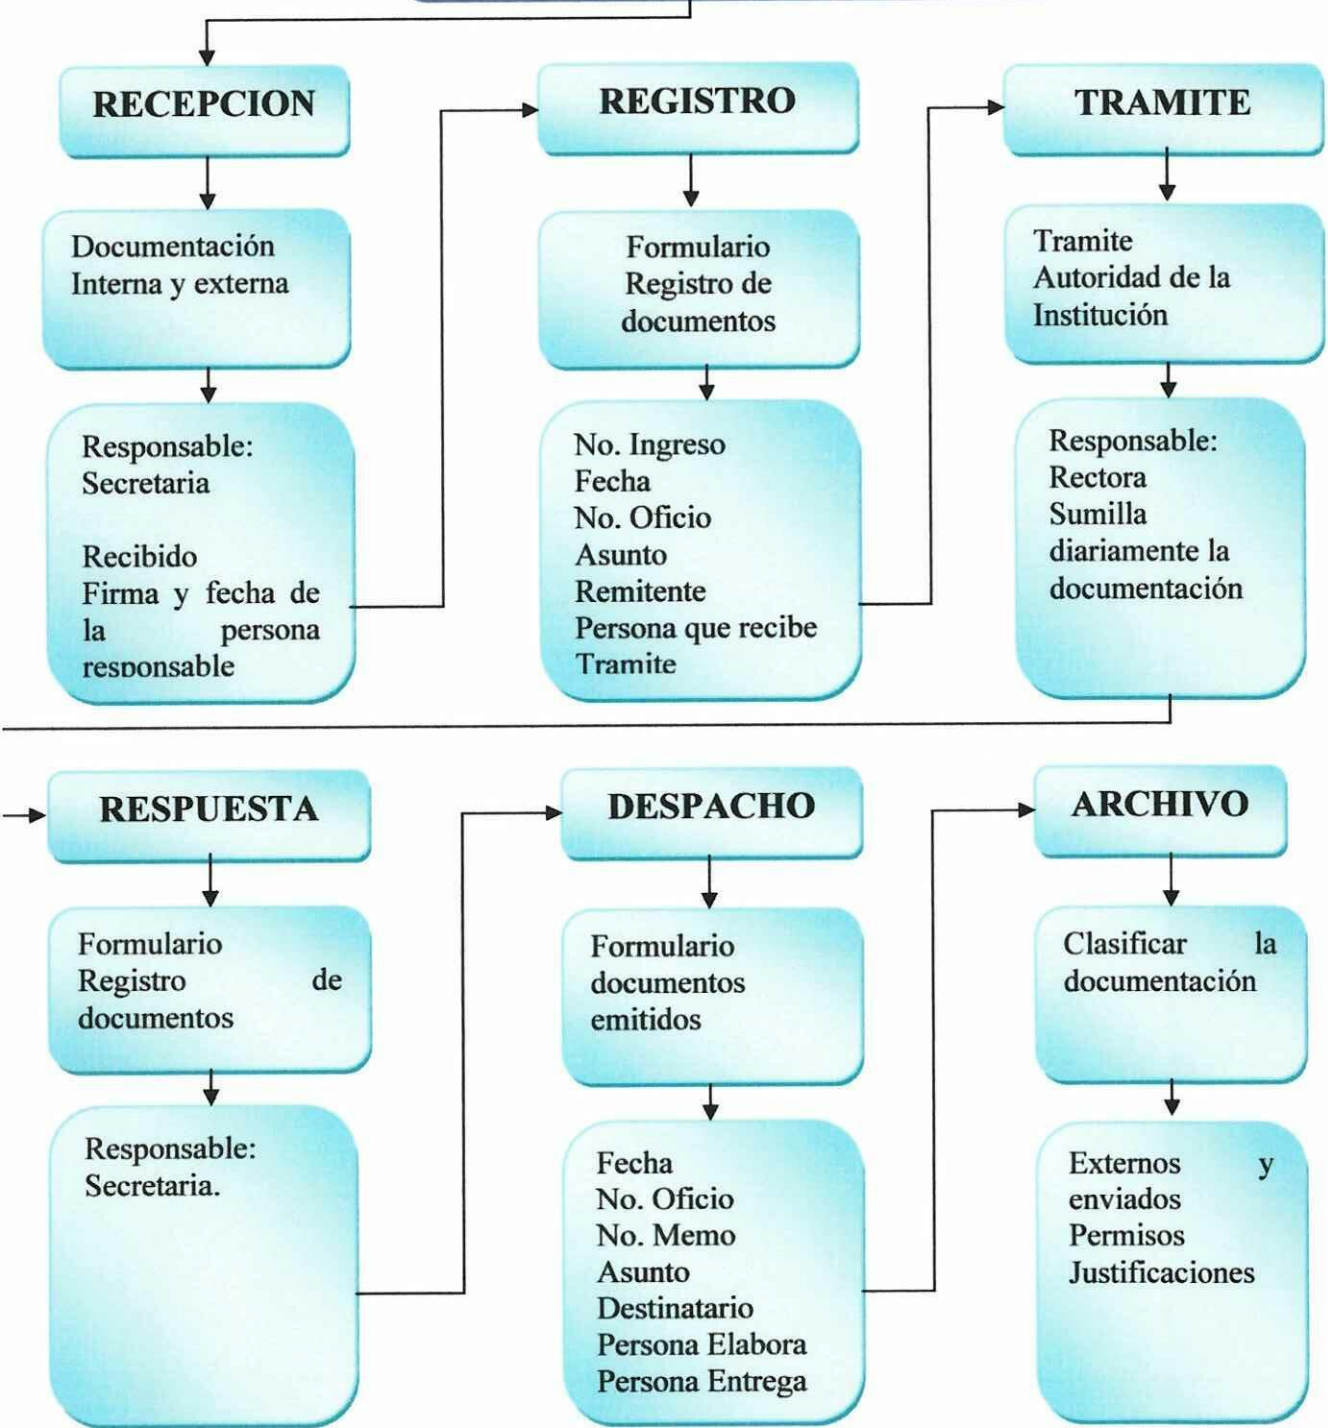 RECEPCION
Documentación
Interna y externa
Responsable:
Secretaria
Recibido
Firma y fecha de
la persona
responsable
REGISTRO
Formulario
Registro de
documentos
No. Ingreso
Fecha
No. Oficio
Asunto
Remitente
Persona que recibe
Tramite
TRAMITE
Tramite
Autoridad de la
Institución
Responsable:
Rectora
Sumilla
diariamente la
documentación
RESPUESTA
Formulario
Registro de
documentos
Responsable:
Secretaria.
DESPACHO
Formulario
documentos
emitidos
Fecha
No. Oficio
No. Memo
Asunto
Destinatario
Persona Elabora
Persona Entrega
ARCHIVO
Clasificar la
documentación
Externos y
enviados
Permisos
Justificaciones